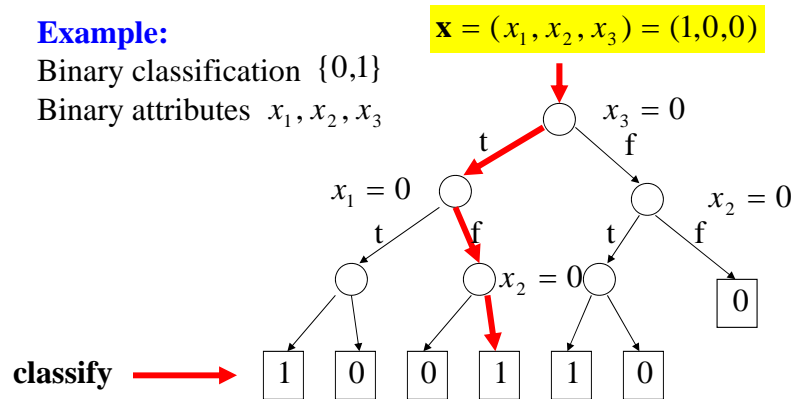 Example:
x = (x₁, x₂, x₃) = (1,0,0)
Binary classification {0,1}
Binary attributes x₁, x₂, x₃
x₃ = 0
t
f
x₁ = 0
x₂ = 0
t
f
t
f
x₂ = 0
0
classify
1 0 0 1 1 0